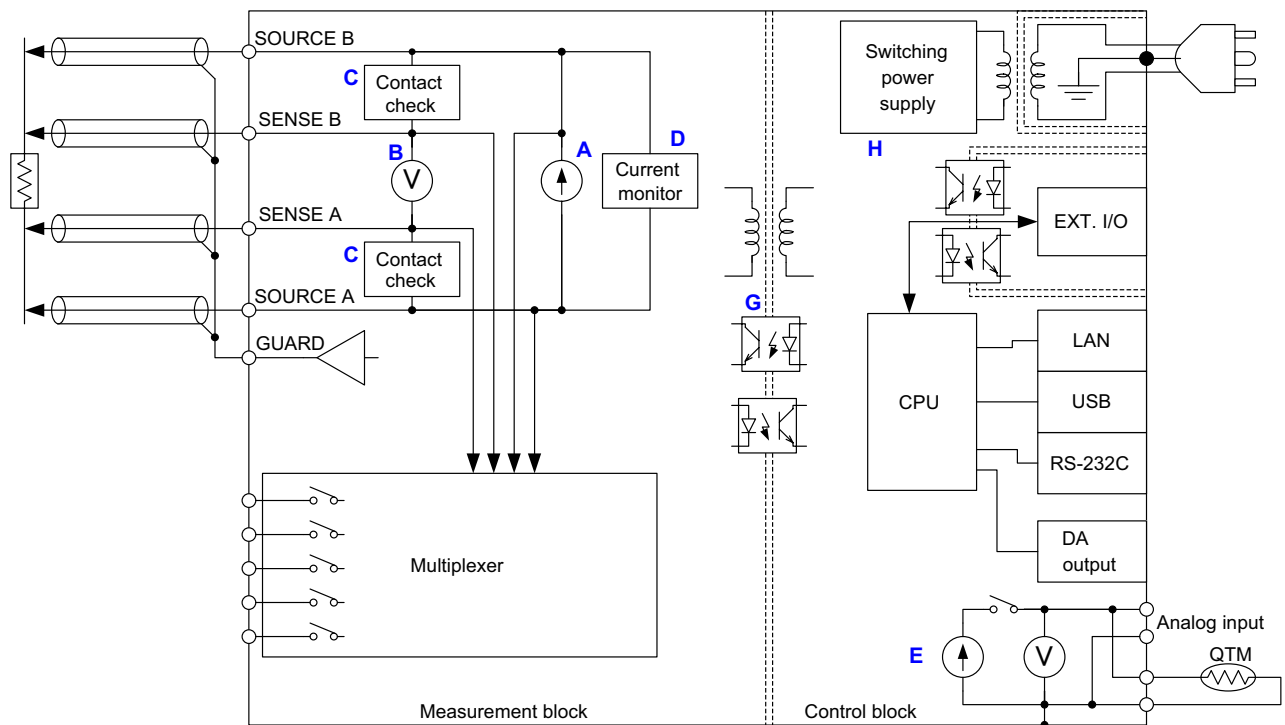 SOURCE B
C
Contact
check
SENSE B
B
V
A
D
Current
monitor
SENSE A
C
Contact
check
SOURCE A
GUARD
Multiplexer
Measurement block
G
Switching
power
supply
H
EXT. I/O
CPU
LAN
USB
RS-232C
DA
output
E
V
Analog input
QTM
Control block